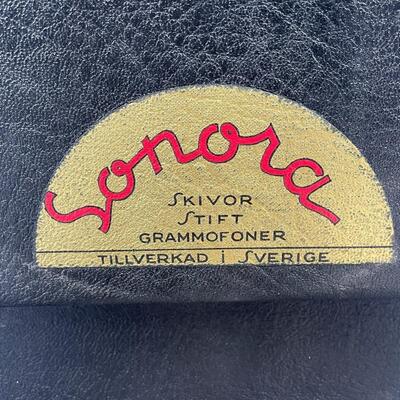 Sonora
SKIVOR
STIFT
GRAMMOFONER
TILLVERKAD i SVERIGE